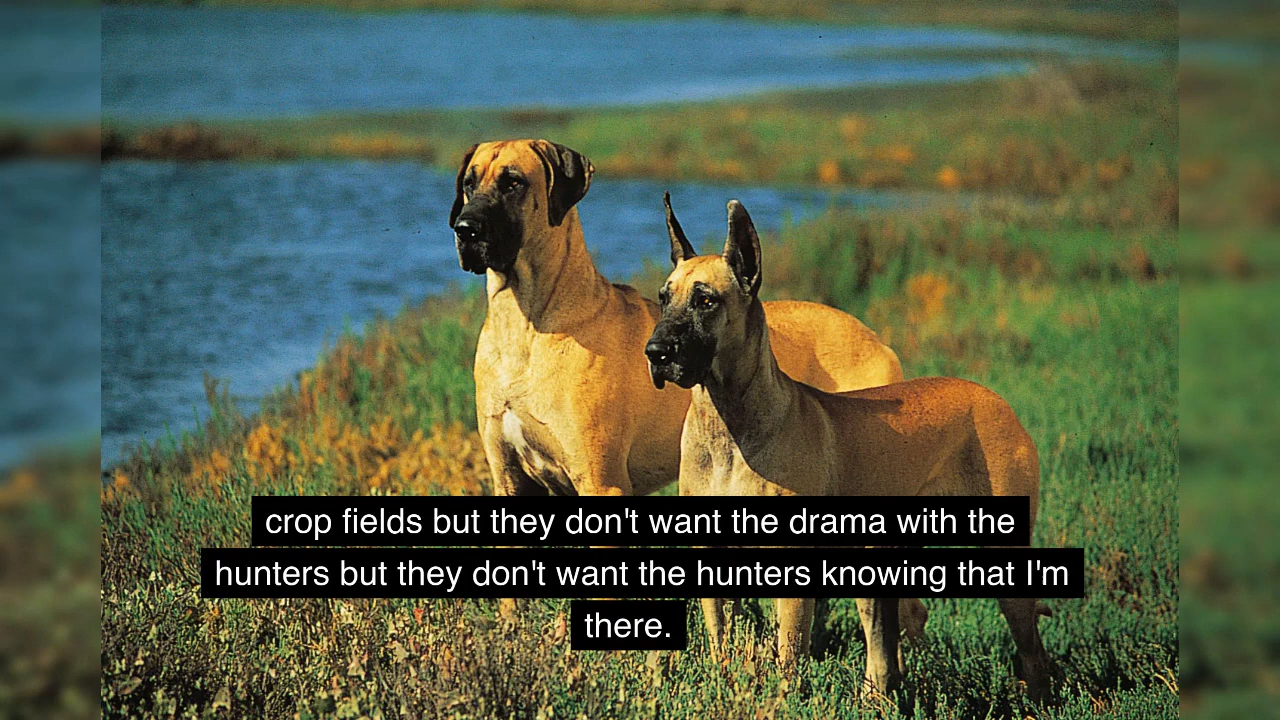 crop fields but they don't want the drama with the
hunters but they don't want the hunters knowing that I'm
there.